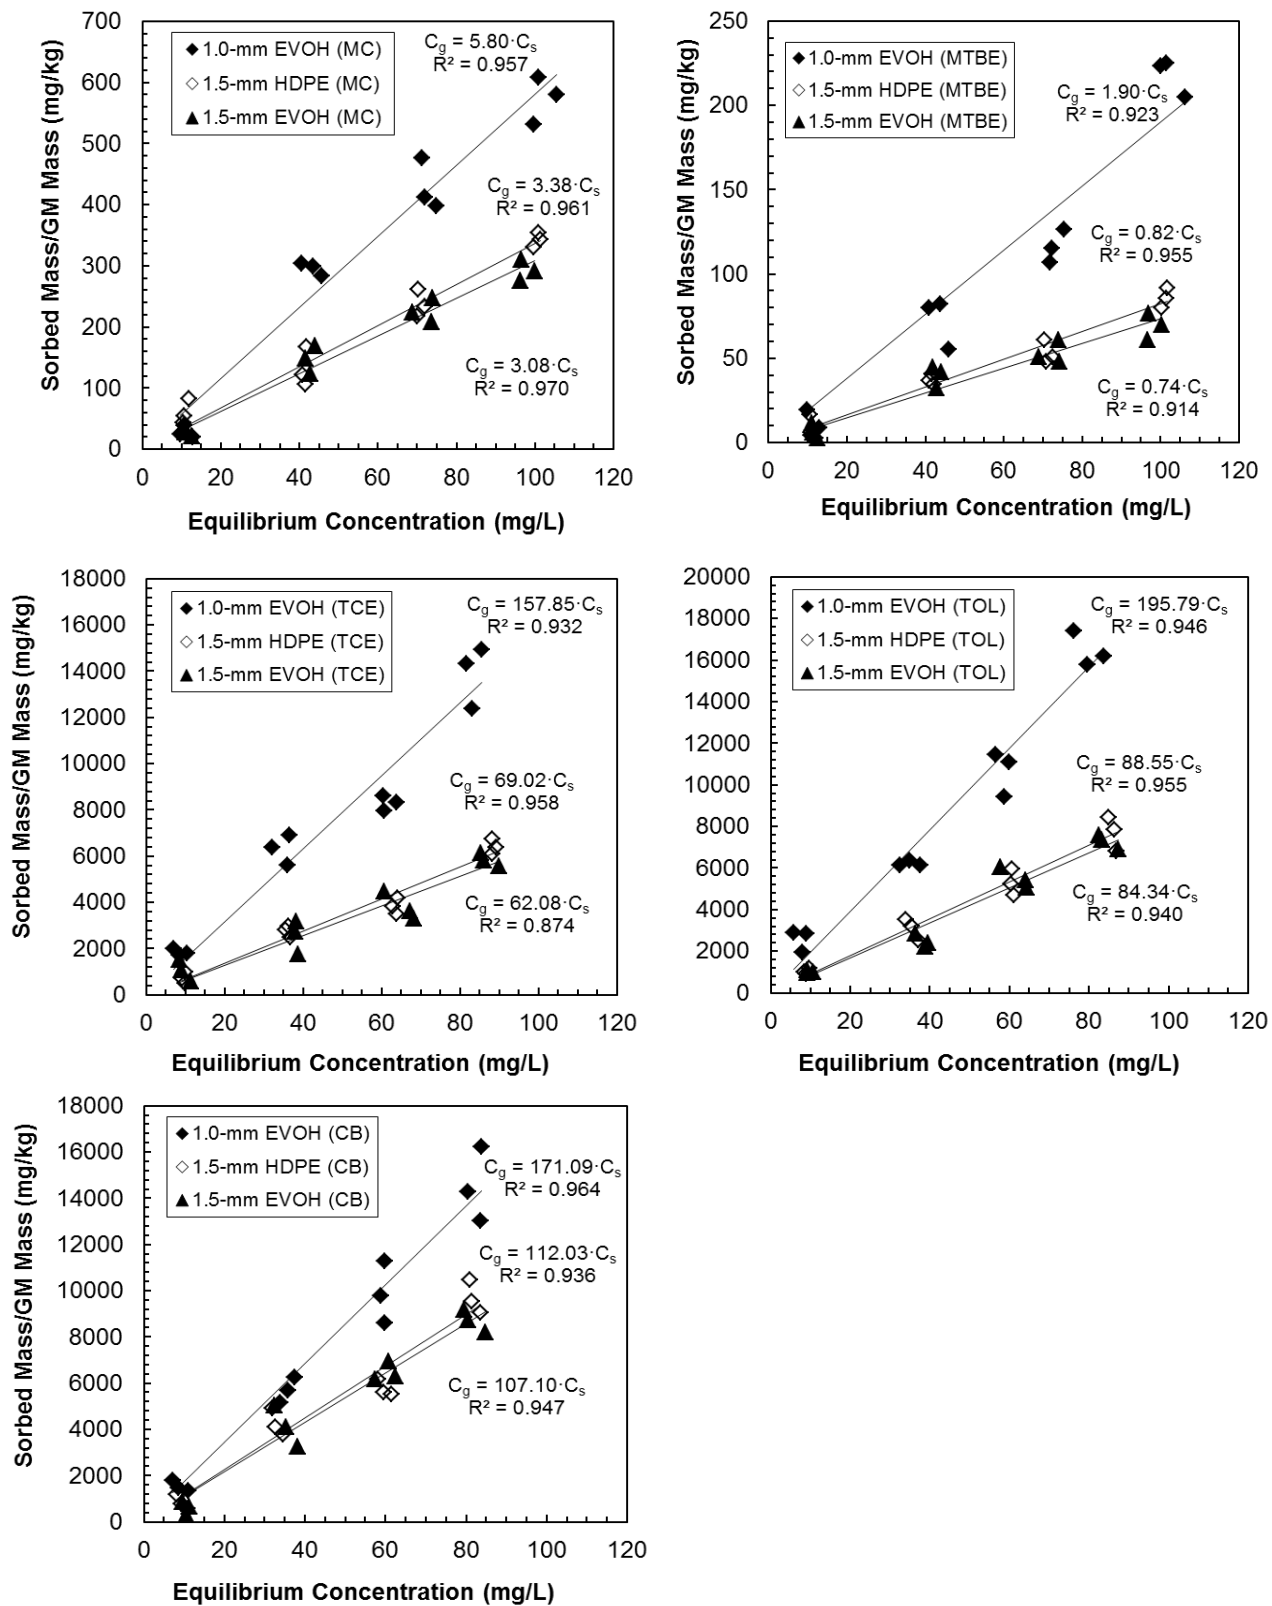 Sorbed Mass/GM Mass (mg/kg)
700
600
500
400
300
200
100
0
1.0-mm EVOH (MC)
1.5-mm HDPE (MC)
1.5-mm EVOH (MC)
Cg = 5.80·Cs
R² = 0.957
Cg = 3.38·Cs
R² = 0.961
Cg = 3.08·Cs
R² = 0.970
0 20 40 60 80 100 120
Equilibrium Concentration (mg/L)
Sorbed Mass/GM Mass (mg/kg)
250
200
150
100
50
0
1.0-mm EVOH (MTBE)
1.5-mm HDPE (MTBE)
1.5-mm EVOH (MTBE)
Cg = 1.90·Cs
R² = 0.923
Cg = 0.82·Cs
R² = 0.955
Cg = 0.74·Cs
R² = 0.914
0 20 40 60 80 100 120
Equilibrium Concentration (mg/L)
Sorbed Mass/GM Mass (mg/kg)
18000
16000
14000
12000
10000
8000
6000
4000
2000
0
1.0-mm EVOH (TCE)
1.5-mm HDPE (TCE)
1.5-mm EVOH (TCE)
Cg = 157.85·Cs
R² = 0.932
Cg = 69.02·Cs
R² = 0.958
Cg = 62.08·Cs
R² = 0.874
0 20 40 60 80 100 120
Equilibrium Concentration (mg/L)
Sorbed Mass/GM Mass (mg/kg)
20000
18000
16000
14000
12000
10000
8000
6000
4000
2000
0
1.0-mm EVOH (TOL)
1.5-mm HDPE (TOL)
1.5-mm EVOH (TOL)
Cg = 195.79·Cs
R² = 0.946
Cg = 88.55·Cs
R² = 0.955
Cg = 84.34·Cs
R² = 0.940
0 20 40 60 80 100 120
Equilibrium Concentration (mg/L)
Sorbed Mass/GM Mass (mg/kg)
18000
16000
14000
12000
10000
8000
6000
4000
2000
0
1.0-mm EVOH (CB)
1.5-mm HDPE (CB)
1.5-mm EVOH (CB)
Cg = 171.09·Cs
R² = 0.964
Cg = 112.03·Cs
R² = 0.936
Cg = 107.10·Cs
R² = 0.947
0 20 40 60 80 100 120
Equilibrium Concentration (mg/L)